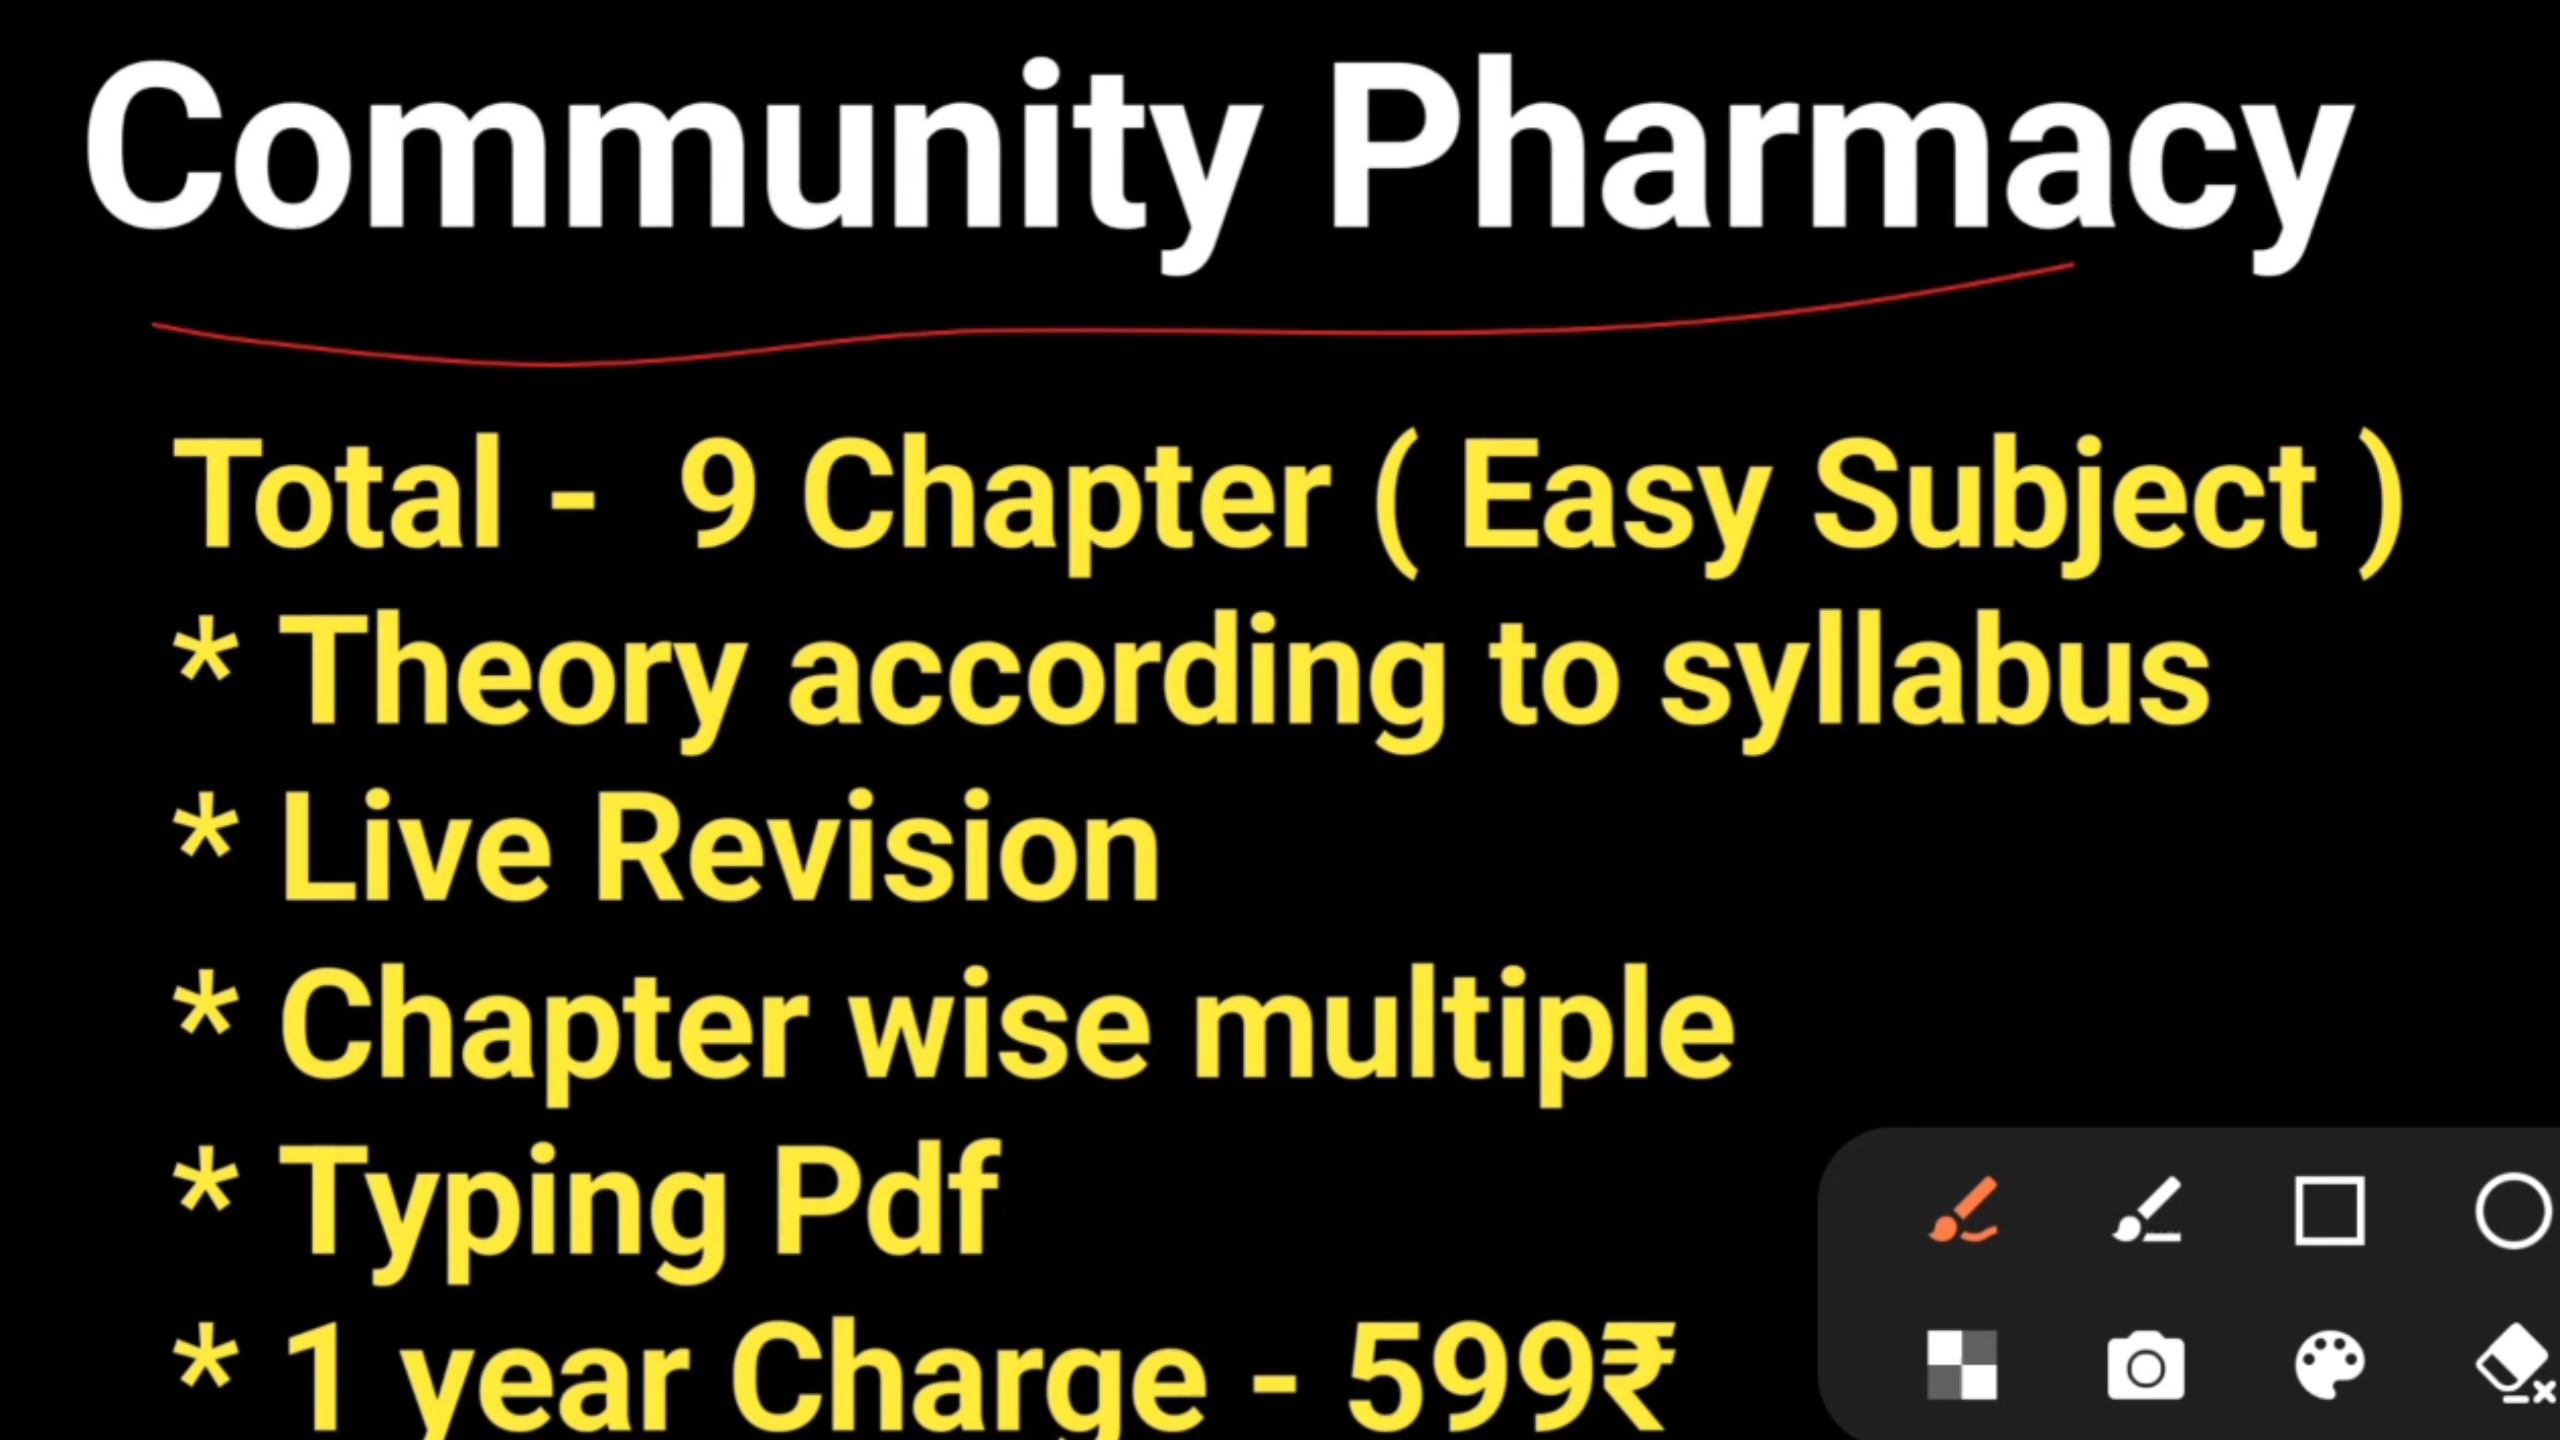 Community Pharmacy
Total - 9 Chapter ( Easy Subject )
* Theory according to syllabus
* Live Revision
* Chapter wise multiple
* Typing Pdf
* 1 year Charge - 599₹